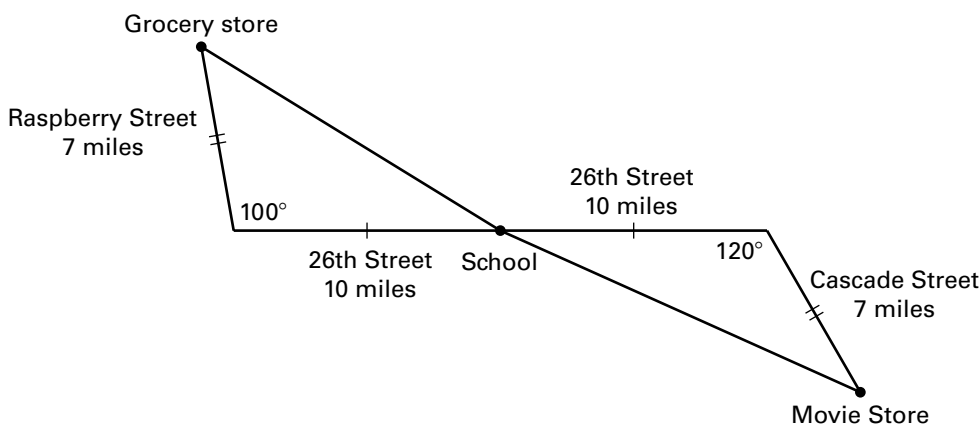 Grocery store
Raspberry Street
7 miles
100°
26th Street
10 miles
School
26th Street
10 miles
120°
Cascade Street
7 miles
Movie Store